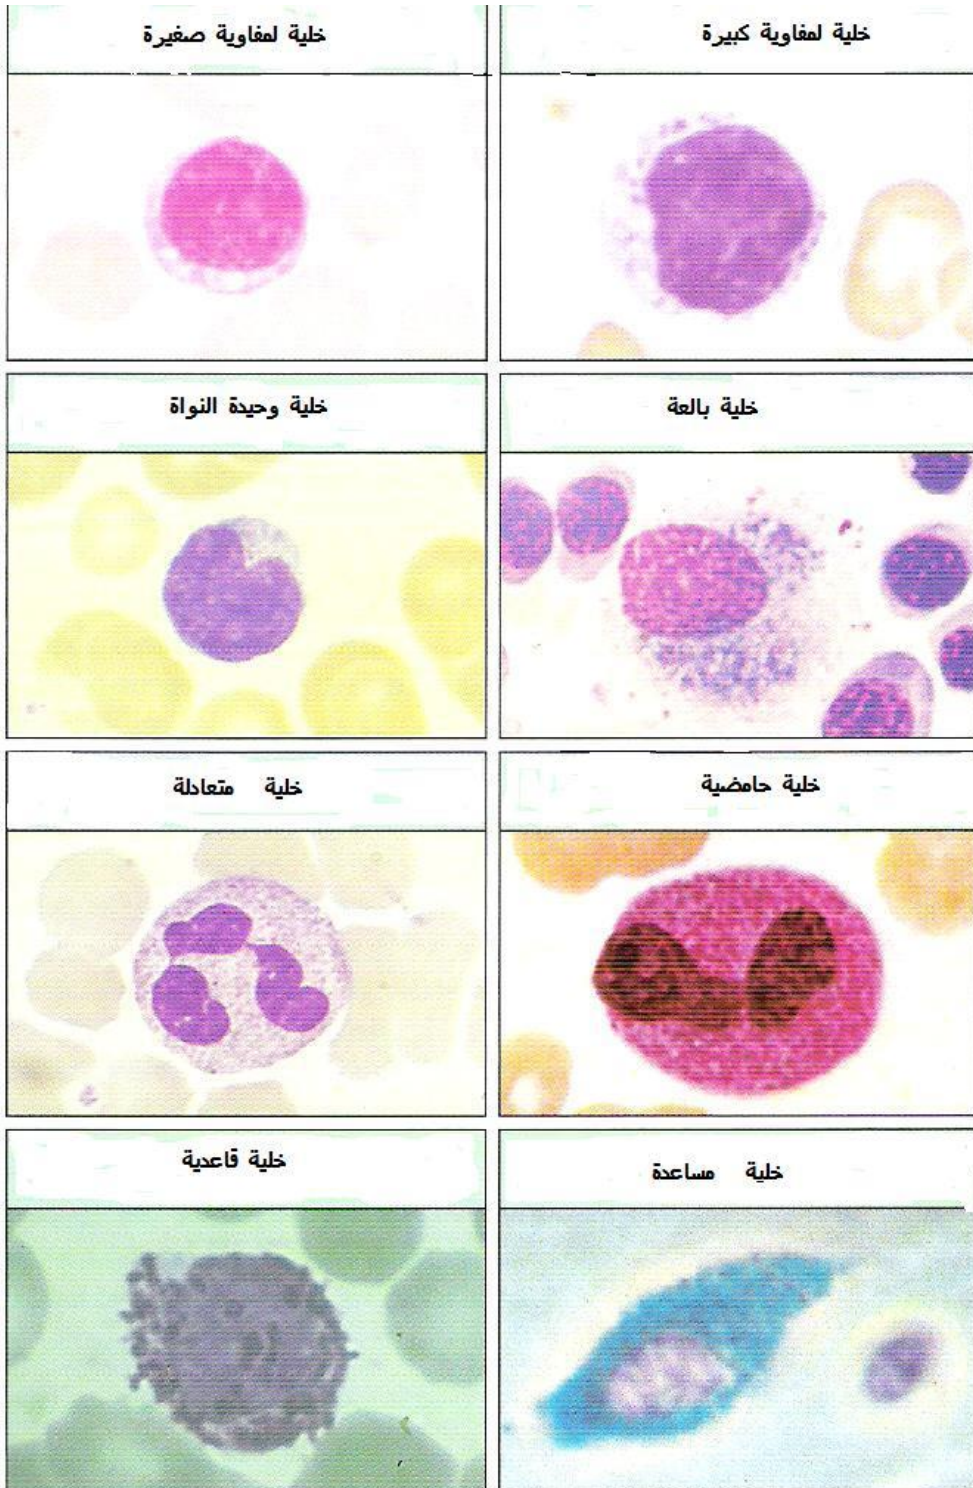 خلية لمفاوية صغيرة
خلية لمفاوية كبيرة
خلية وحيدة النواة
خلية بالعة
خلية متعادلة
خلية حامضية
خلية قاعدية
خلية مساعدة